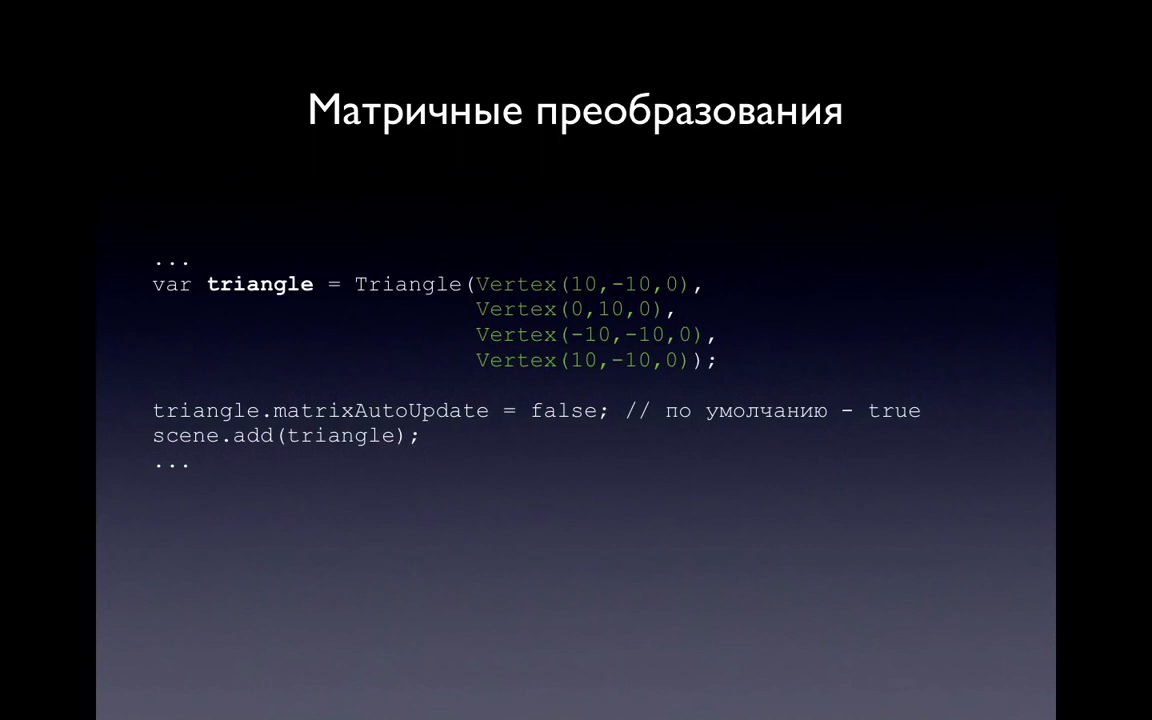 Матричные преобразования
...
var triangle = Triangle(Vertex(10,-10,0),
Vertex(0,10,0),
Vertex(-10,-10,0),
Vertex(10,-10,0));
triangle.matrixAutoUpdate = false; // по умолчанию - true
scene.add(triangle);
...